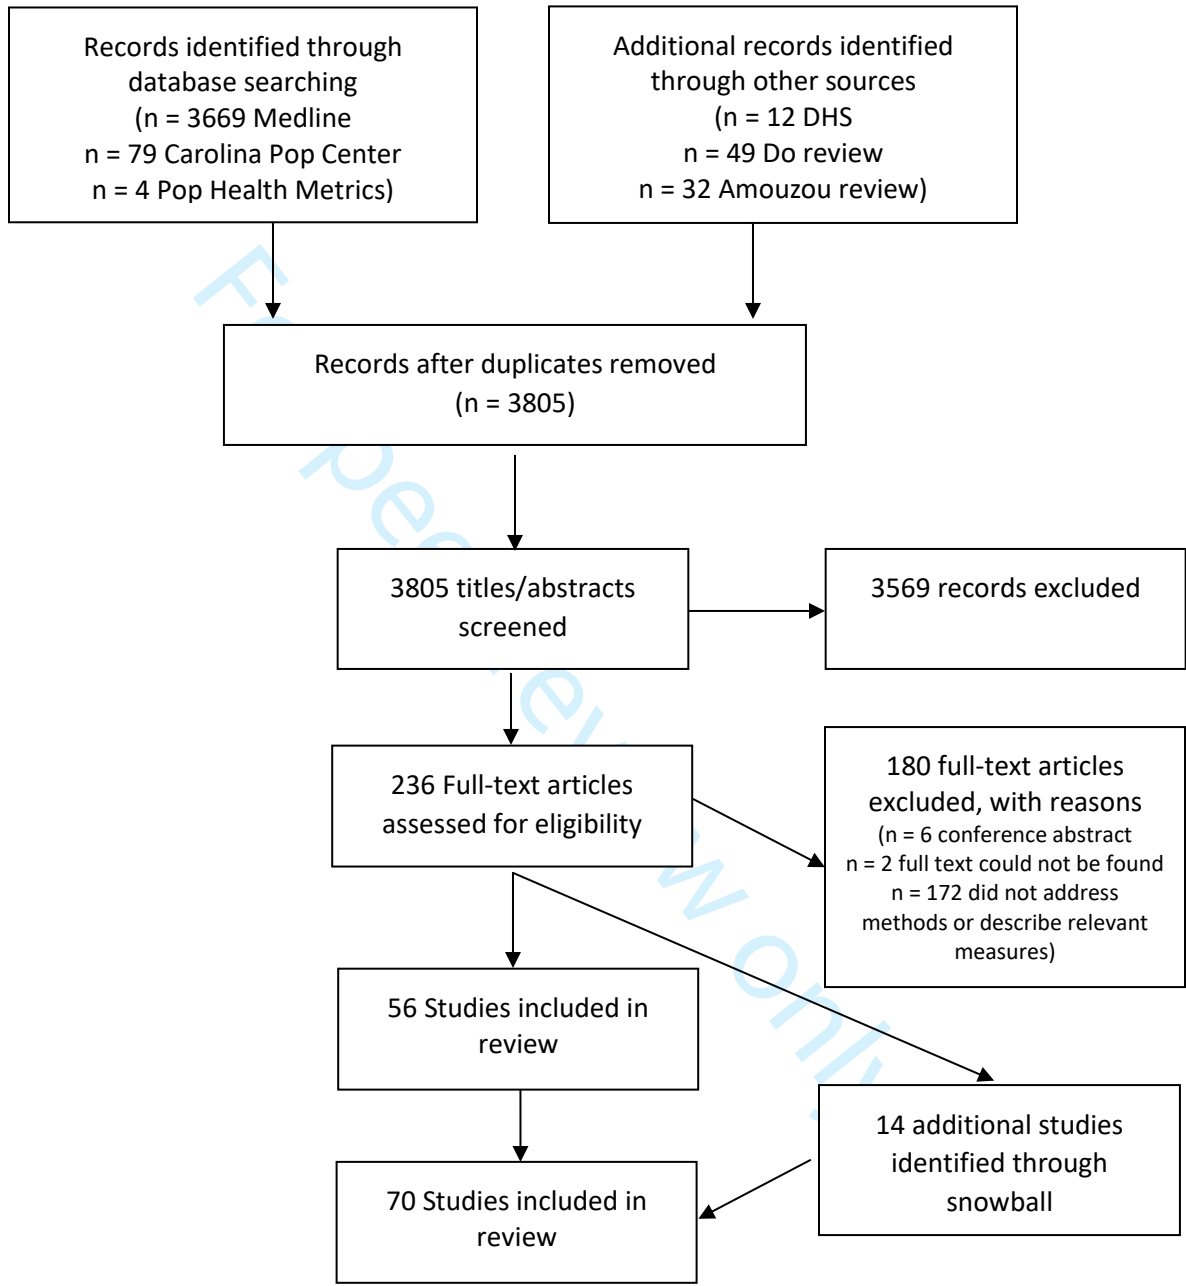 Records identified through
database searching
(n = 3669 Medline
n = 79 Carolina Pop Center
n = 4 Pop Health Metrics)
Additional records identified
through other sources
(n = 12 DHS
n = 49 Do review
n = 32 Amouzou review)
Records after duplicates removed
(n = 3805)
3805 titles/abstracts
screened
3569 records excluded
236 Full-text articles
assessed for eligibility
180 full-text articles
excluded, with reasons
(n = 6 conference abstract
n = 2 full text could not be found
n = 172 did not address
methods or describe relevant
measures)
56 Studies included in
review
14 additional studies
identified through
snowball
70 Studies included in
review